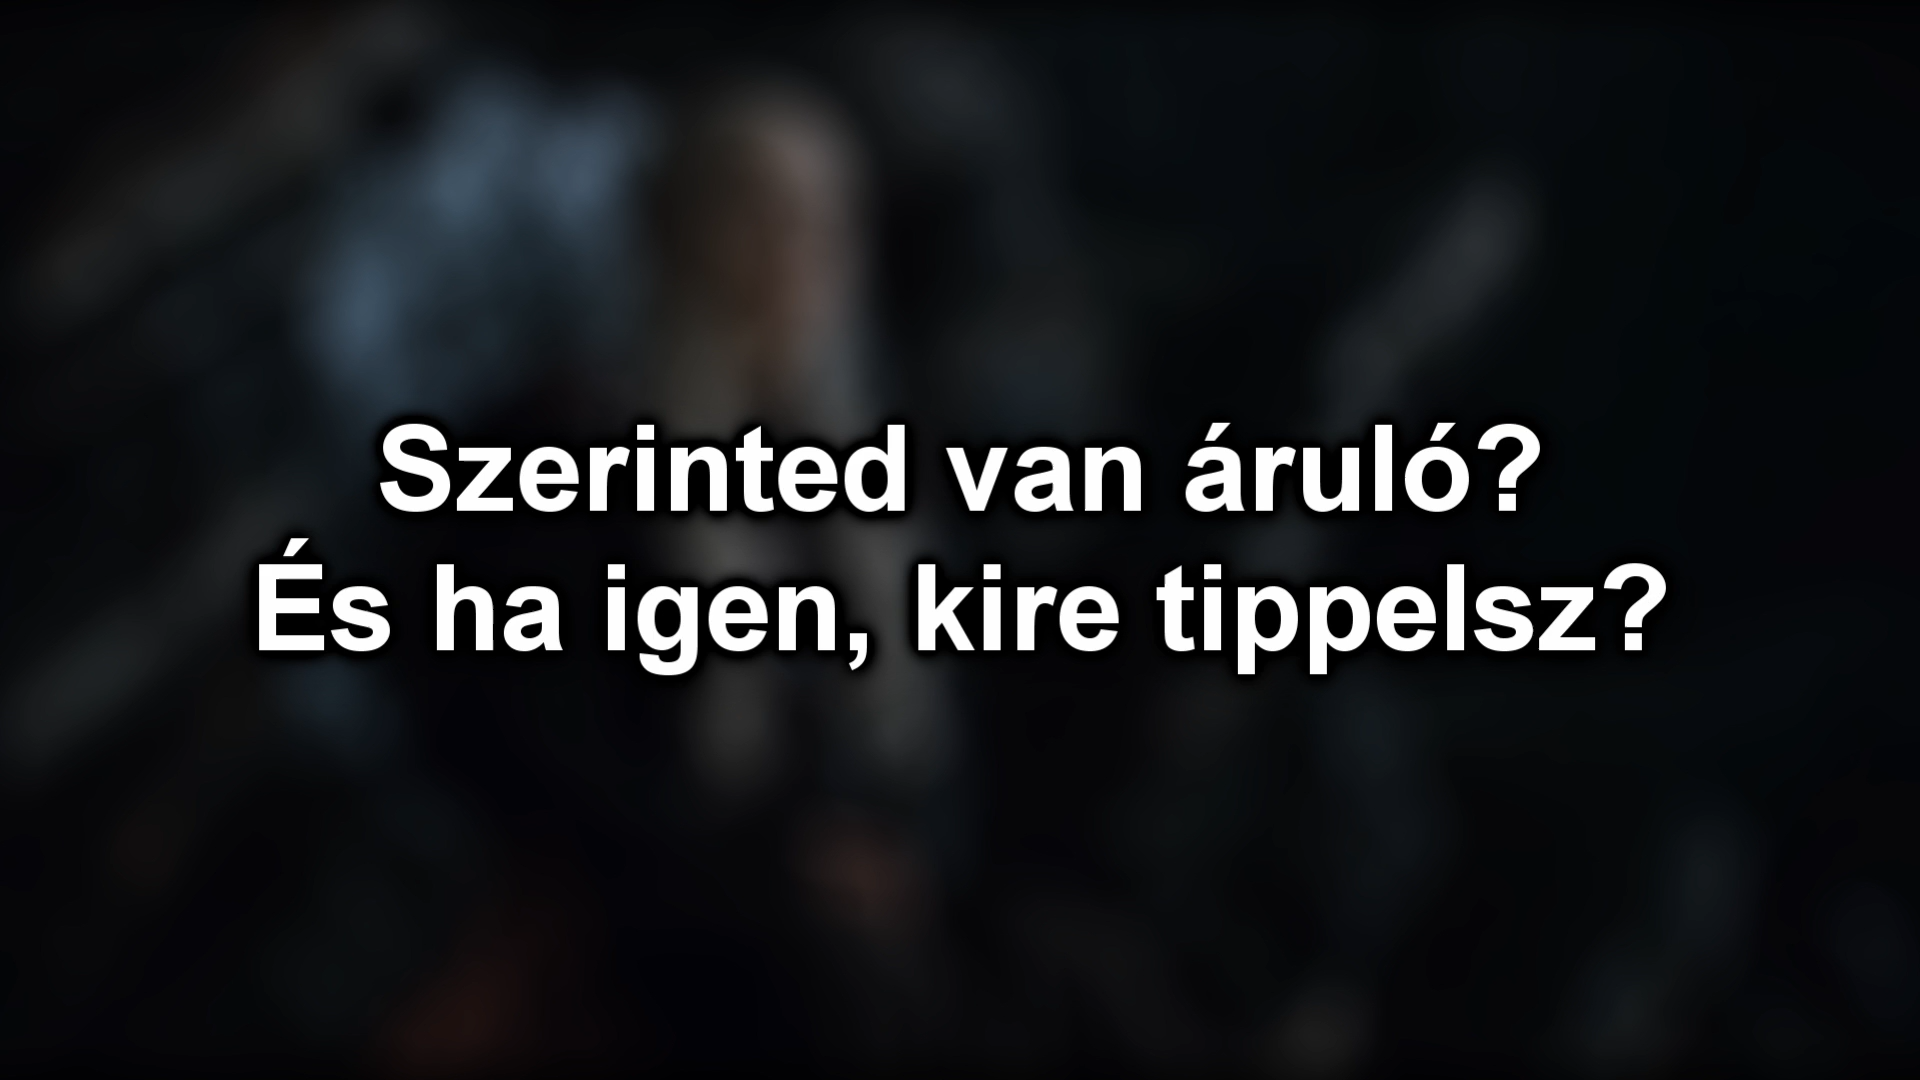 Szerinted van áruló?
És ha igen, kire tippelsz?